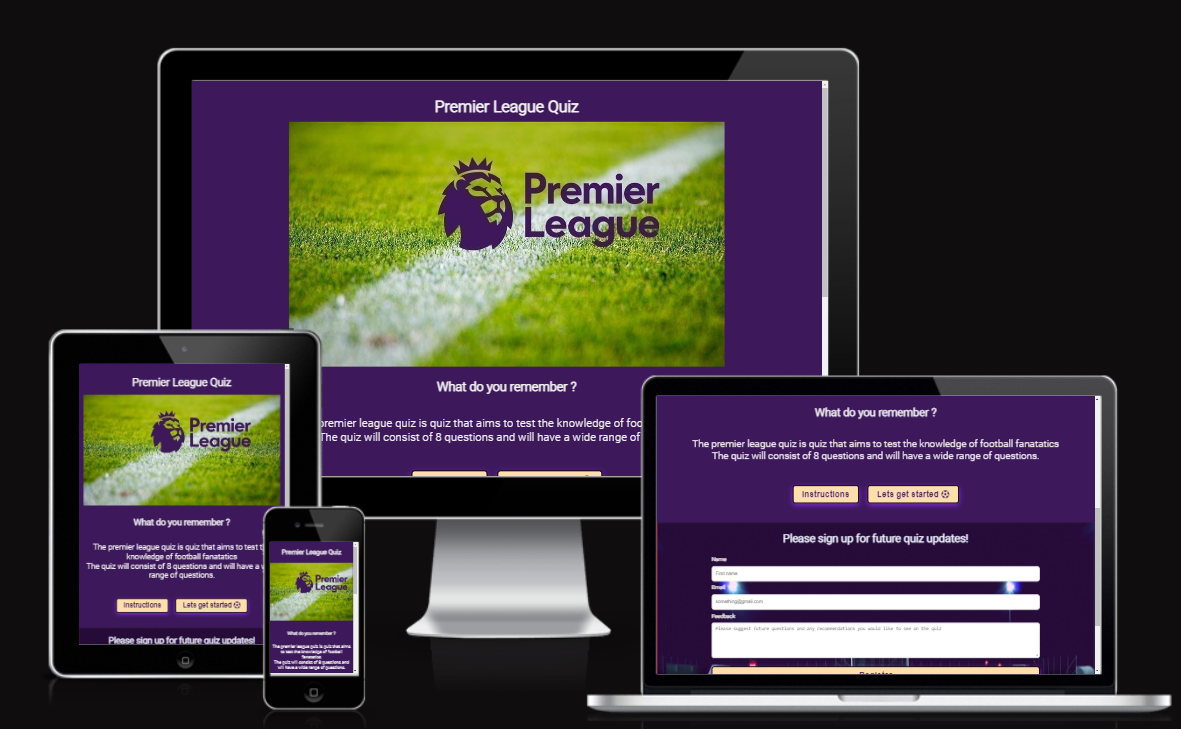 Premier League Quiz
Premier
League
What do you remember ?
premier league quiz is quiz that aims to test the knowledge of foo
The quiz will consist of 8 questions and will have a wide range of
Premier League Quiz
Premier
League
What do you remember ?
The premier league quiz is quiz that aims to test
knowledge of football fanatatics
The quiz will consist of 8 questions and will have a
range of questions.
Instructions
Lets get started
Please sign up for future quiz updates!
Premier League Quiz
Premier
League
What do you remember ?
The premier league quiz is quiz that aims
to test the knowledge of football
fanatatics
The quiz will consist of 8 questions and
will have a wide range of questions.
What do you remember ?
The premier league quiz is quiz that aims to test the knowledge of football fanatatics
The quiz will consist of 8 questions and will have a wide range of questions.
Instructions
Lets get started
Please sign up for future quiz updates!
Name
First name
Email
something@gmail.com
Feedback
Please suggest future questions and any recomendations you would like to see at the quiz
Register